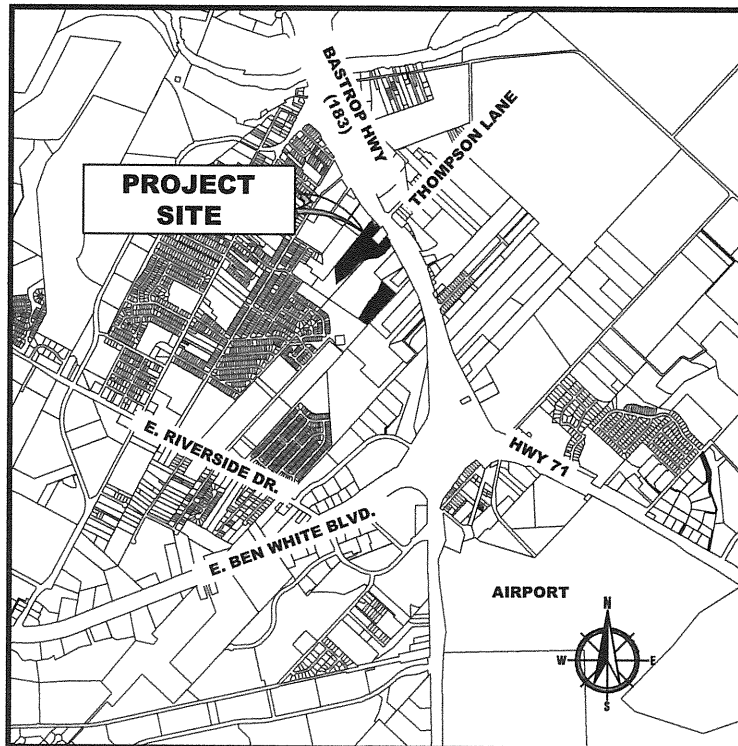 BASTROP HWY
(183)
THOMPSON LANE
PROJECT
SITE
E. RIVERSIDE DR.
HWY 71
E. BEN WHITE BLVD.
AIRPORT
N
W
E
S